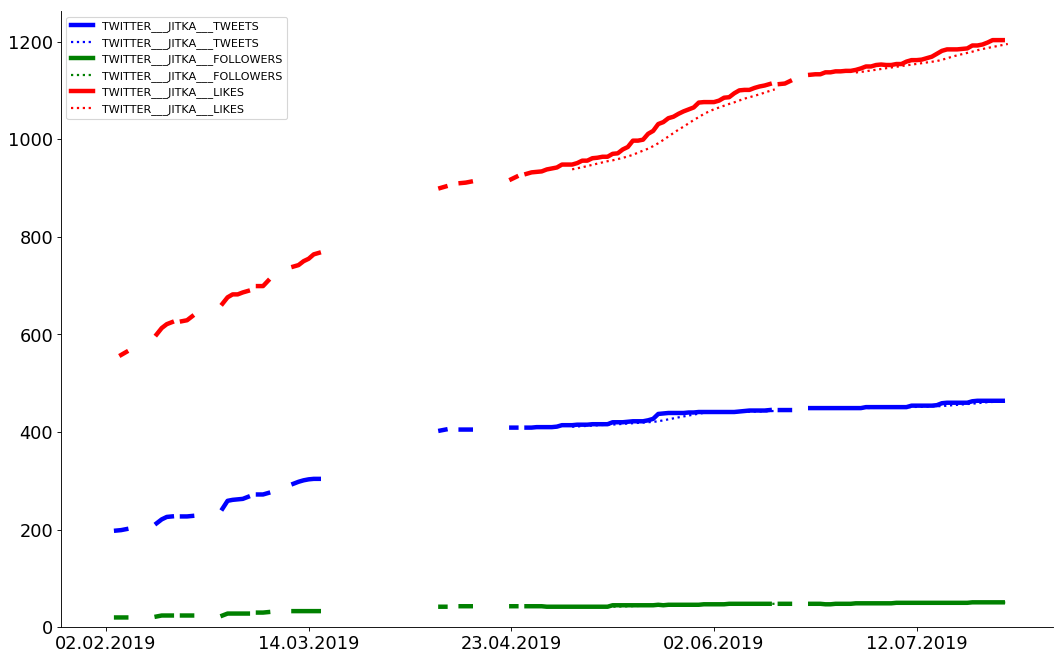 TWITTER___JITKA___TWEETS
TWITTER___JITKA___TWEETS
TWITTER___JITKA___FOLLOWERS
TWITTER___JITKA___FOLLOWERS
TWITTER___JITKA___LIKES
TWITTER___JITKA___LIKES
1200
1000
800
600
400
200
0
02.02.2019 14.03.2019 23.04.2019 02.06.2019 12.07.2019